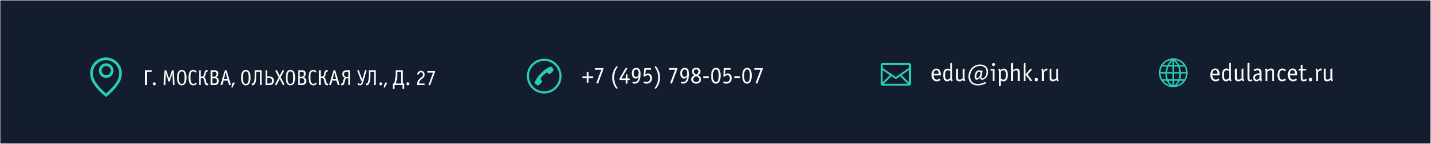 Г. МОСКВА, ОЛЬХОВСКАЯ УЛ., Д. 27
+7 (495) 798-05-07
edu@iphk.ru
edulancet.ru